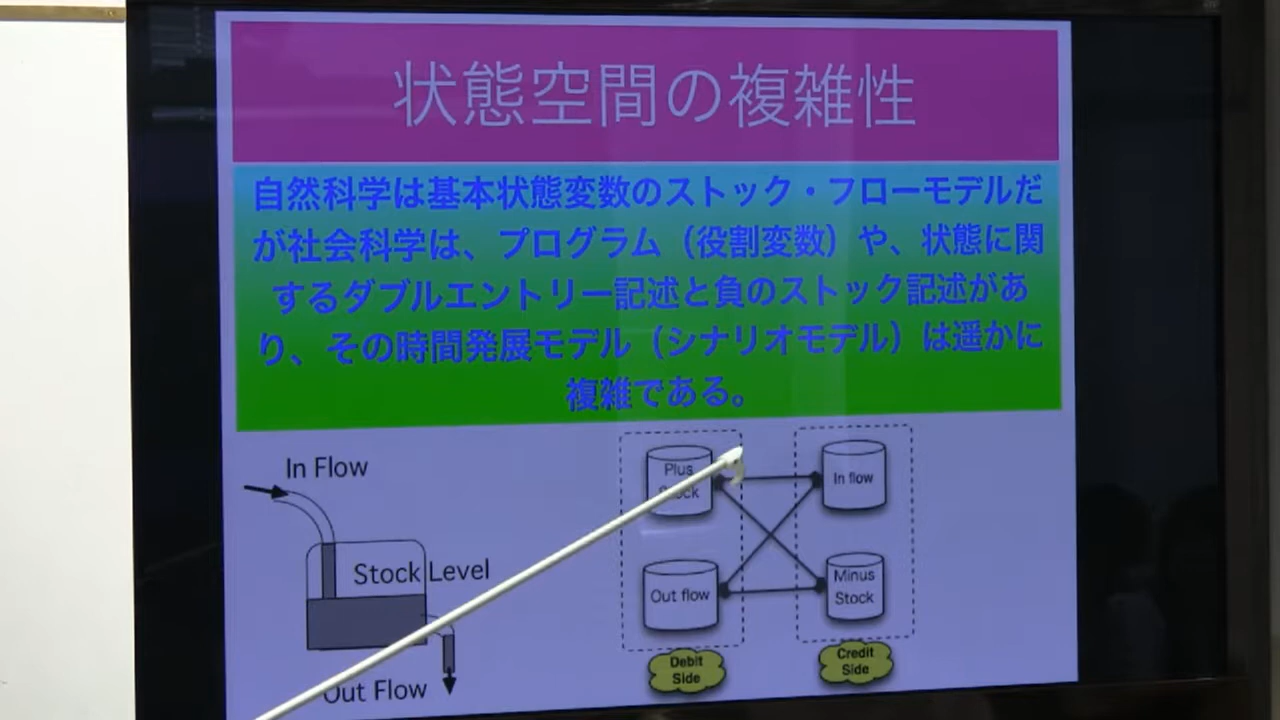 状態空間の複雑性
自然科学は基本状態変数のストック・フローモデルだ
が社会科学は、プログラム（役割変数）や、状態に関
するダブルエントリー記述と負のストック記述があ
り、その時間発展モデル（シナリオモデル）は遥かに
複雑である。
In Flow
Stock Level
Out Flow
Plus
Stock
In flow
Out flow
Minus
Stock
Debit
Side
Credit
Side